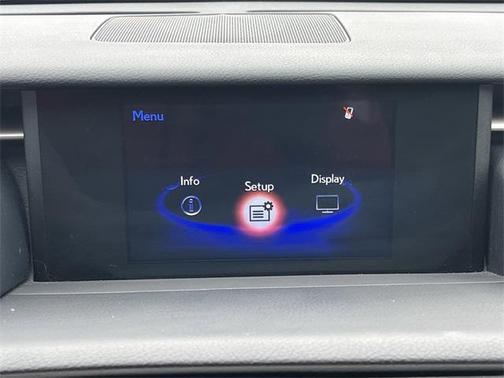 Menu
Info
Setup
Display